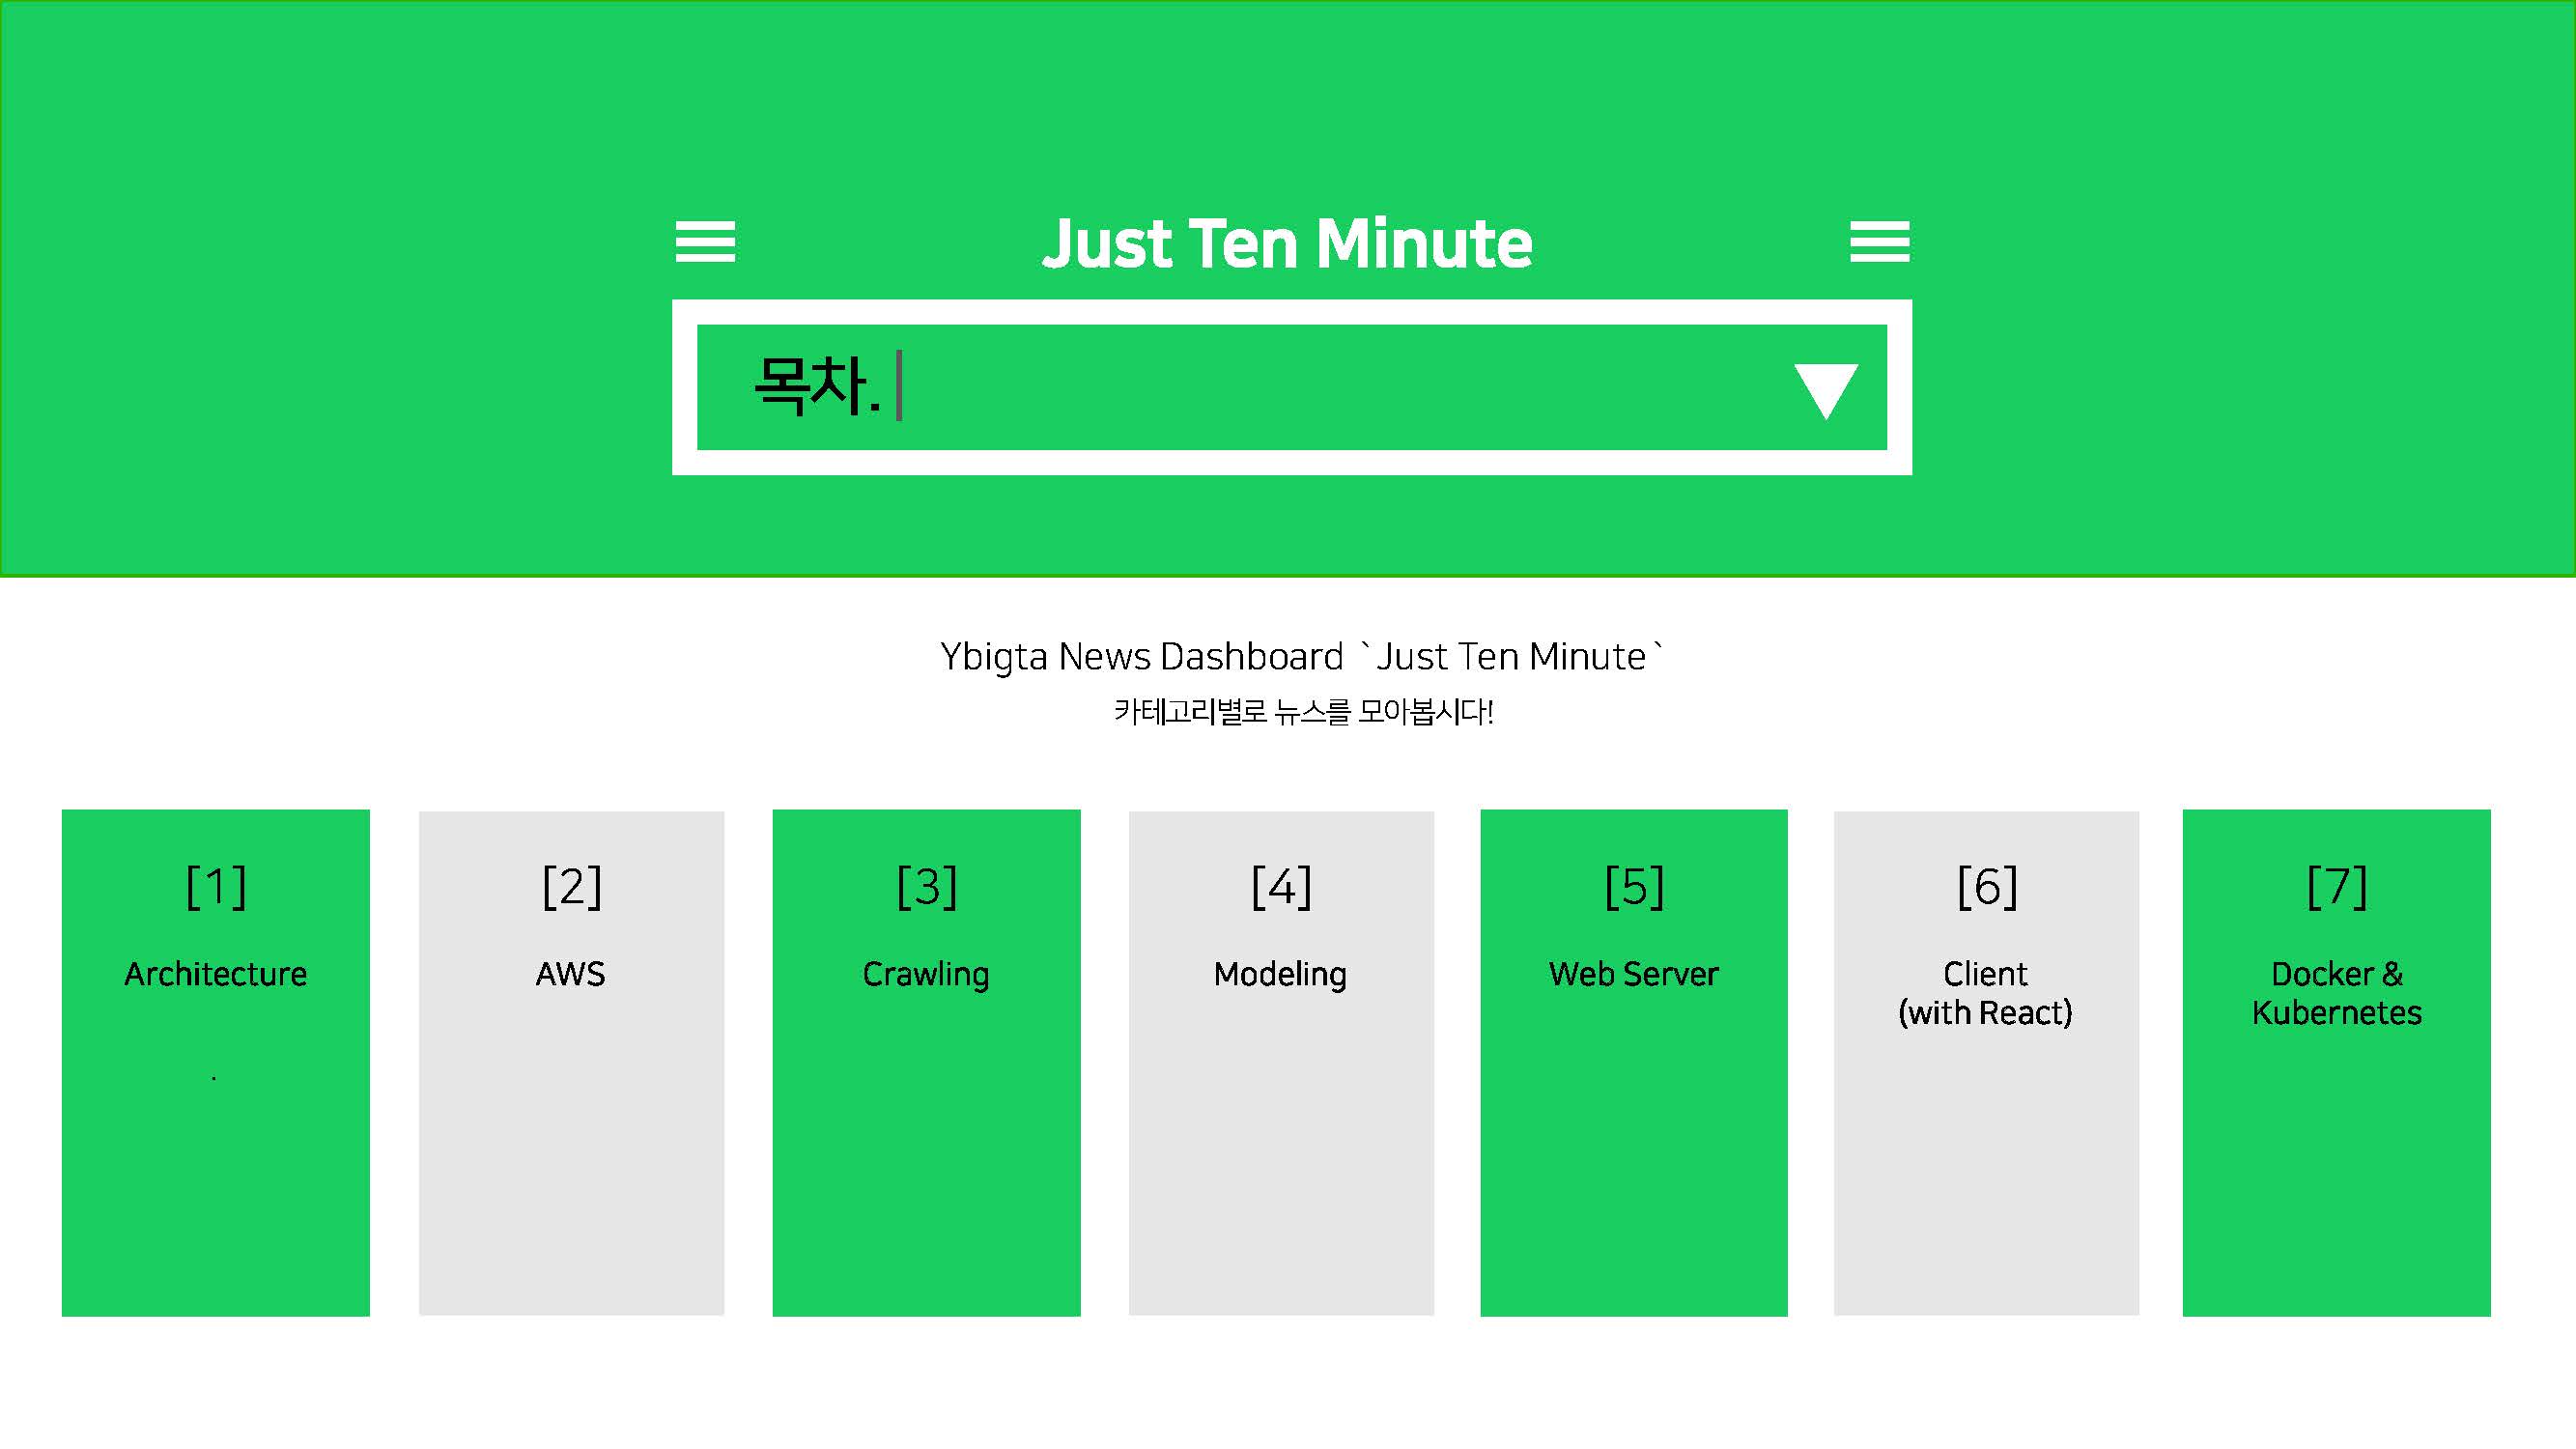 Just Ten Minute
목차.
Ybigta News Dashboard `Just Ten Minute`
카테고리별로 뉴스를 모아봅시다!
[1]
Architecture
.
[2]
AWS
[3]
Crawling
[4]
Modeling
[5]
Web Server
[6]
Client
(with React)
[7]
Docker &
Kubernetes